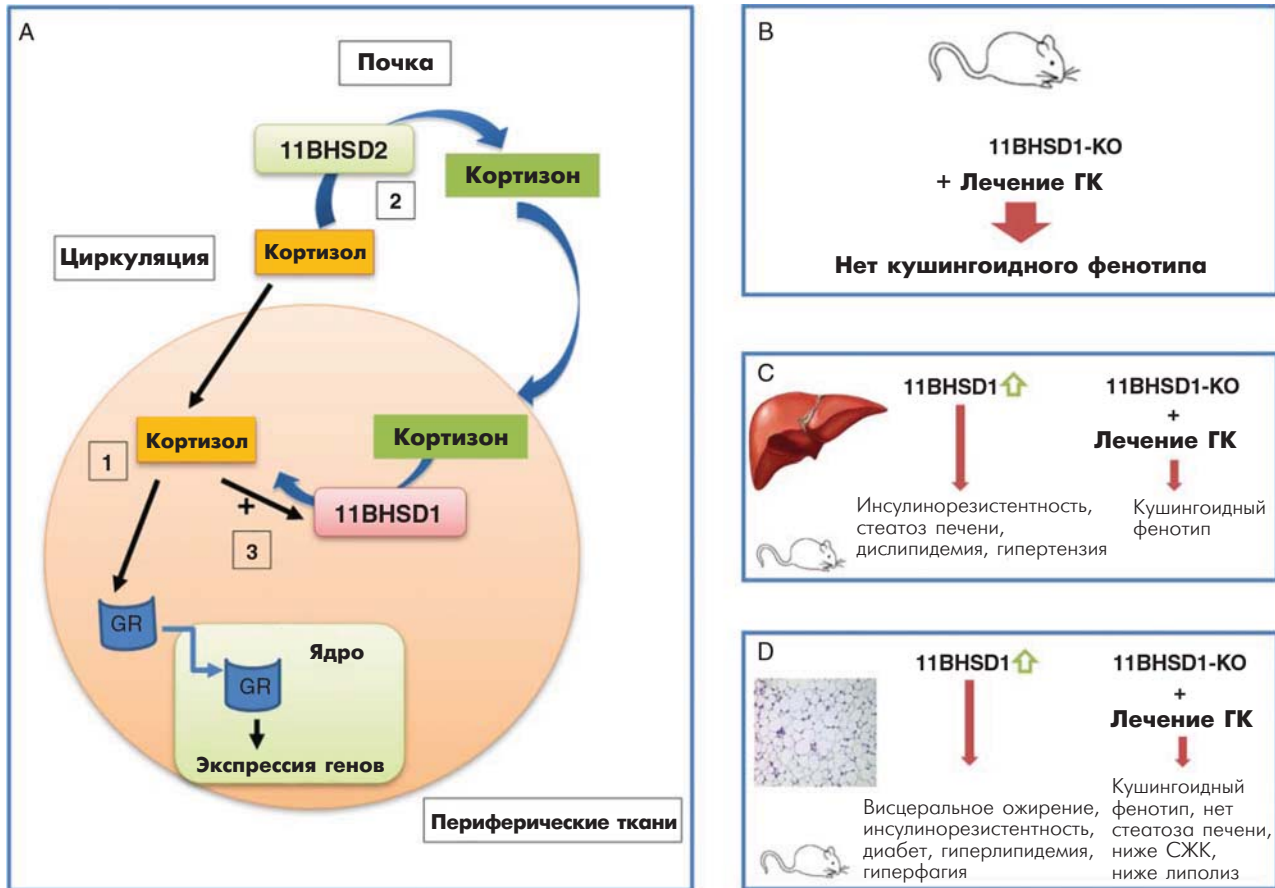 A
Почка
11BHSD2
Кортизон
2
Циркуляция
Кортизол
Кортизол
Кортизон
1
+
11BHSD1
3
GR
Ядро
GR
Экспрессия генов
Периферические ткани
B
11BHSD1-KO
+ Лечение ГК
Нет кушингоидного фенотипа
C
11BHSD1
Инсулинорезистентность,
стеатоз печени,
дислипидемия, гипертензия
11BHSD1-KO
+
Лечение ГК
Кушингоидный
фенотип
D
11BHSD1
Висцеральное ожирение,
инсулинорезистентность,
диабет, гиперлипидемия,
гиперфагия
11BHSD1-KO
+
Лечение ГК
Кушингоидный
фенотип, нет
стеатоза печени,
ниже СЖК,
ниже липолиз